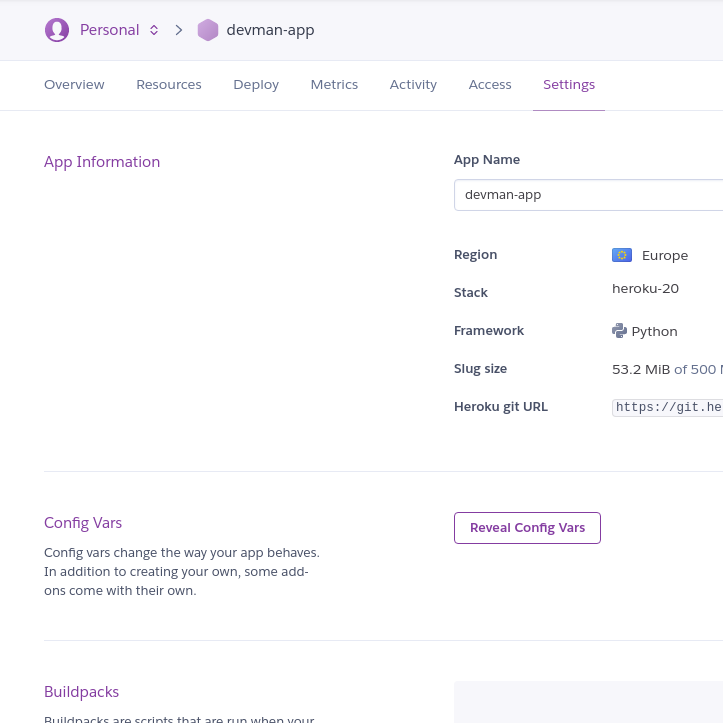 Personal devman-app
Overview Resources Deploy Metrics Activity Access Settings
App Information
App Name
devman-app
Region Europe
Stack heroku-20
Framework Python
Slug size 53.2 MiB of 500
Heroku git URL https://git.he
Config Vars
Reveal Config Vars
Config vars change the way your app behaves.
In addition to creating your own, some add-
ons come with their own.
Buildpacks
Buildpacks are scripts that are run when your